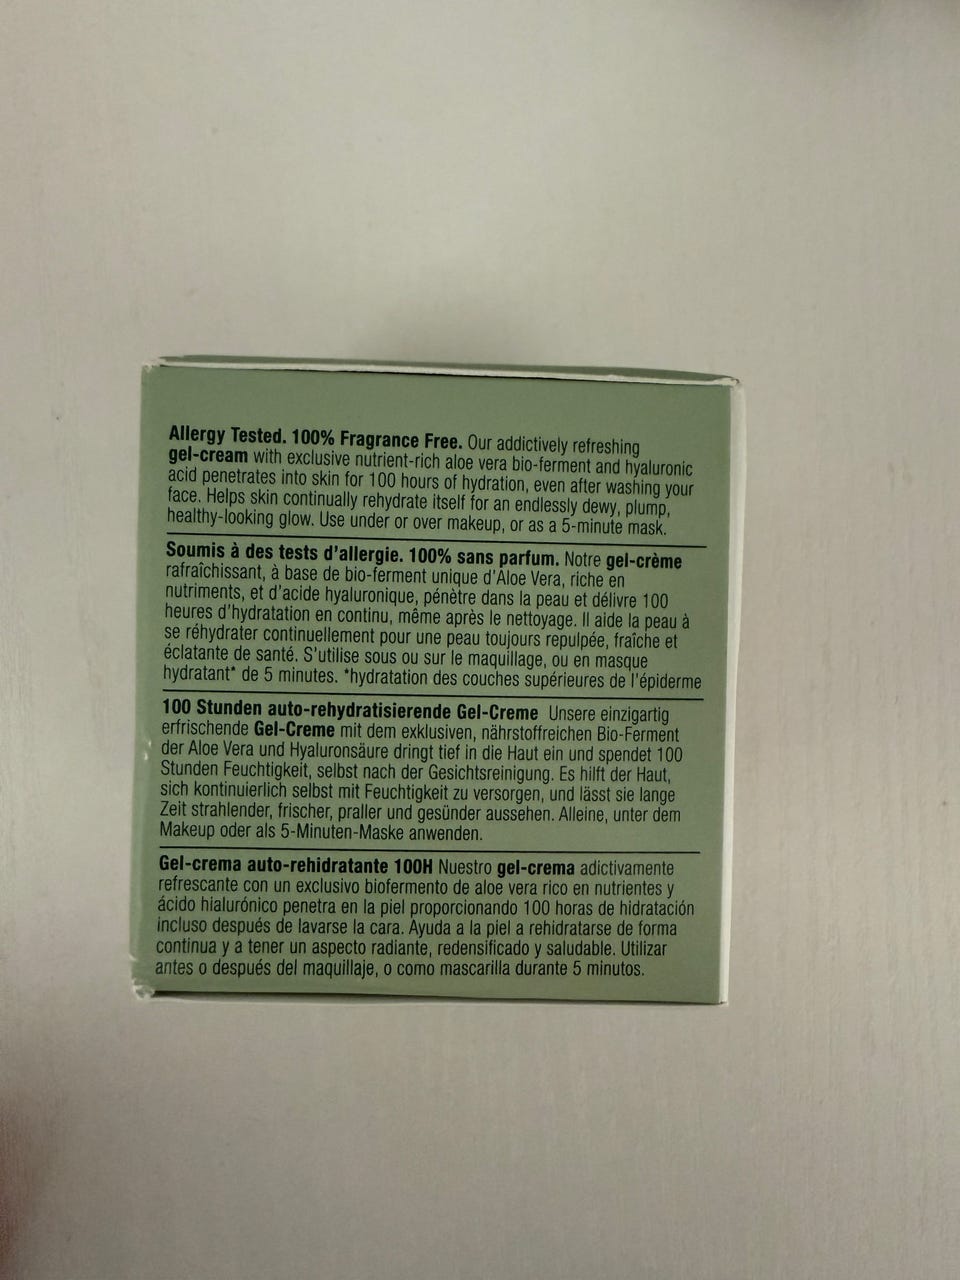 Allergy Tested. 100% Fragrance Free. Our addictively refreshing
gel-cream with exclusive nutrient-rich aloe vera bio-ferment and hyaluronic
acid penetrates into skin for 100 hours of hydration, even after washing your
face. Helps skin continually rehydrate itself for an endlessly dewy, plump,
healthy-looking glow. Use under or over makeup, or as a 5-minute mask.
Soumis à des tests d'allergie. 100% sans parfum. Notre gel-crème
rafraîchissant, à base de bio-ferment unique d'Aloe Vera, riche en
nutriments, et d'acide hyaluronique, pénètre dans la peau et délivre 100
heures d'hydratation en continu, même après le nettoyage. Il aide la peau à
se réhydrater continuellement pour une peau toujours repulpée, fraîche et
éclatante de santé. S'utilise sous ou sur le maquillage, ou en masque
hydratant* de 5 minutes. *hydratation des couches supérieures de l'épiderme
100 Stunden auto-rehydratisierende Gel-Creme Unsere einzigartig
erfrischende Gel-Creme mit dem exklusiven, nährstoffreichen Bio-Ferment
der Aloe Vera und Hyaluronsäure dringt tief in die Haut ein und spendet 100
Stunden Feuchtigkeit, selbst nach der Gesichtsreinigung. Es hilft der Haut,
sich kontinuierlich selbst mit Feuchtigkeit zu versorgen, und lässt sie lange
Zeit strahlender, frischer, praller und gesünder aussehen. Alleine, unter dem
Makeup oder als 5-Minuten-Maske anwenden.
Gel-crema auto-rehidratante 100H Nuestro gel-crema adictivamente
refrescante con un exclusivo biofermento de aloe vera rico en nutrientes y
ácido hialurónico penetra en la piel proporcionando 100 horas de hidratación
incluso después de lavarse la cara. Ayuda a la piel a rehidratarse de forma
continua y a tener un aspecto radiante, redensificado y saludable. Utilizar
antes o después del maquillaje, o como mascarilla durante 5 minutos.